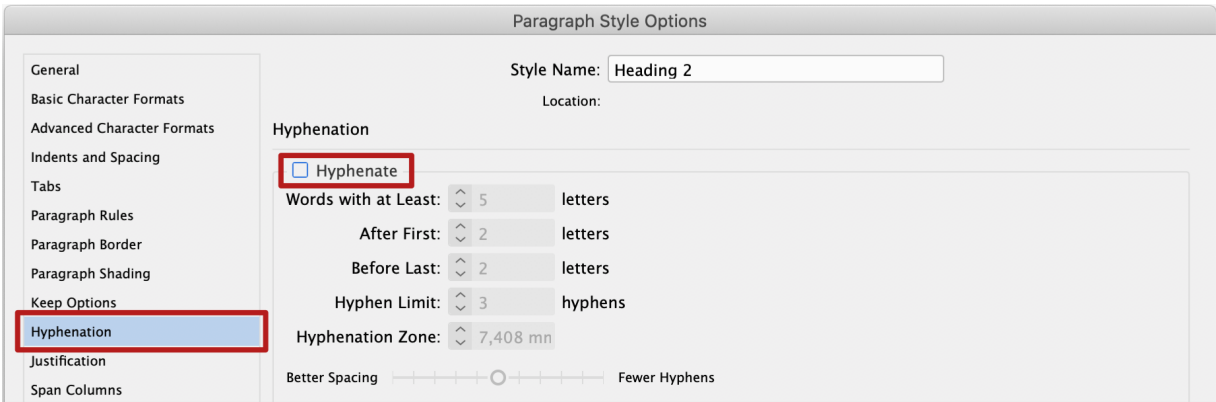 Paragraph Style Options
General
Basic Character Formats
Advanced Character Formats
Indents and Spacing
Tabs
Paragraph Rules
Paragraph Border
Paragraph Shading
Keep Options
Hyphenation
Justification
Span Columns
Style Name: Heading 2
Location:
Hyphenation
Hyphenate
Words with at Least: 5 letters
After First: 2 letters
Before Last: 2 letters
Hyphen Limit: 3 hyphens
Hyphenation Zone: 7,408 mm
Better Spacing Fewer Hyphens